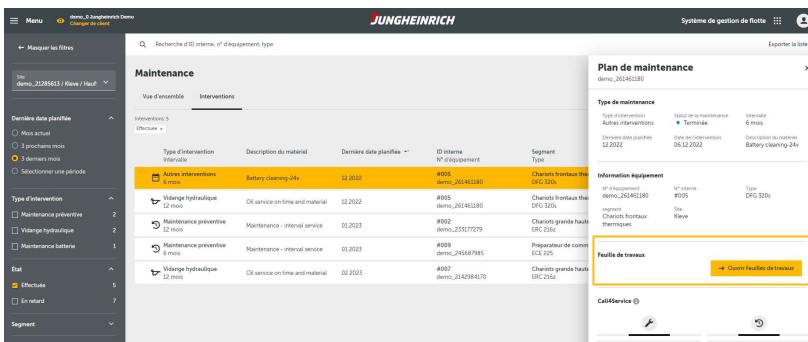 Menu
demo_0 Jungheinrich Demo
Changer de client
JUNGHEINRICH
Système de gestion de flotte
← Masquer les filtres
Recherche d'ID interne, n° d'équipement, type
Exporter la liste
Site
demo_21285613 / Kleve / Haupt
Maintenance
Vue d'ensemble
Interventions
Dernière date planifiée
Mois actuel
3 prochains mois
3 derniers mois
Sélectionner une période
Type d'intervention
Maintenance préventive 2
Vidange hydraulique 2
Maintenance batterie 1
État
Effectuée 5
En retard 7
Segment
Interventions: 5
Effectuée ×
Type d'intervention
Intervalle
Description du matériel
Dernière date planifiée
ID interne
N° d'équipement
Segment
Type
Autres interventions
6 mois
Battery cleaning-24v
12.2022
#005
demo_261461180
Chariots frontaux ther
DFG 320s
Vidange hydraulique
12 mois
Oil service on time and material
12.2022
#005
demo_261461180
Chariots frontaux ther
DFG 320s
Maintenance préventive
12 mois
Maintenance - interval service
01.2023
#002
demo_233177279
Chariots grande haute
ERC 216z
Maintenance préventive
6 mois
Maintenance - interval service
01.2023
#009
demo_245687985
Préparateur de comm
ECE 225
Vidange hydraulique
12 mois
Oil service on time and material
02.2023
#007
demo_2142984170
Chariots grande haute
ERC 216z
Plan de maintenance
demo_261461180
Type de maintenance
Type d'intervention
Autres interventions
Statut de la maintenance
Terminée
Intervalle
6 mois
Dernière date planifiée
12.2022
Date de l'intervention
06.12.2022
Description du matériel
Battery cleaning-24v
Information équipement
N° d'équipement
demo_261461180
N° interne
#005
Type
DFG 320s
segment
Chariots frontaux
thermiques
Site
Kleve
Feuille de travaux
→ Ouvrir Feuilles de travaux
Call4Service